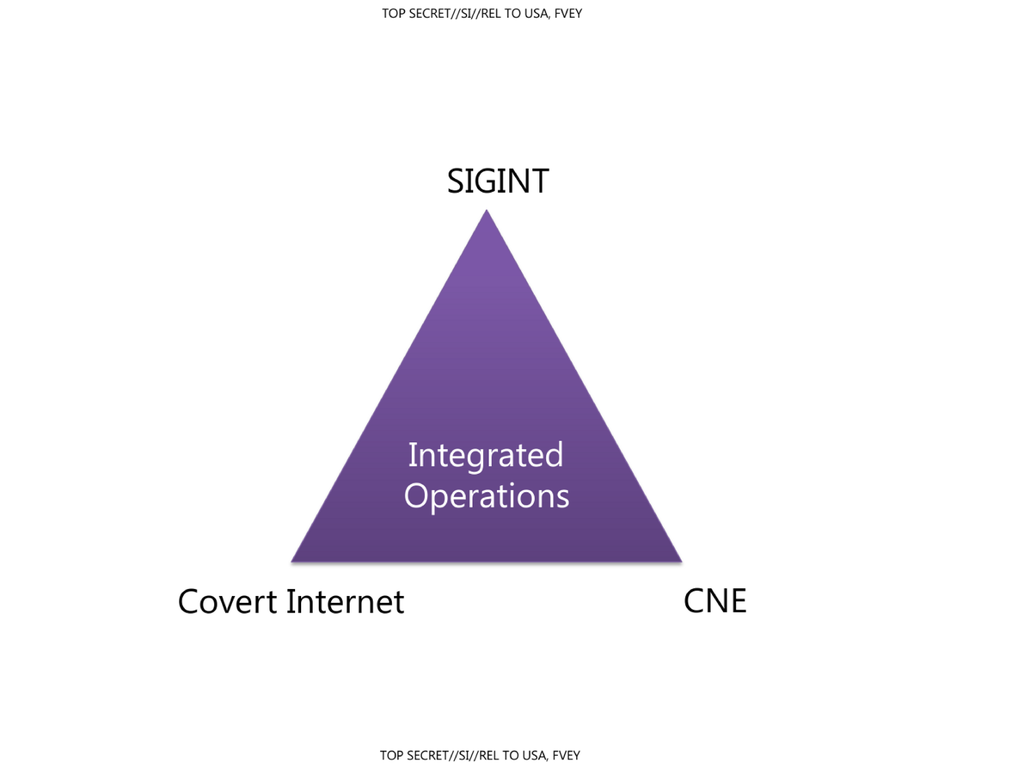 TOP SECRET//SI//REL TO USA, FVEY
SIGINT
Integrated
Operations
Covert Internet
CNE
TOP SECRET//SI//REL TO USA, FVEY